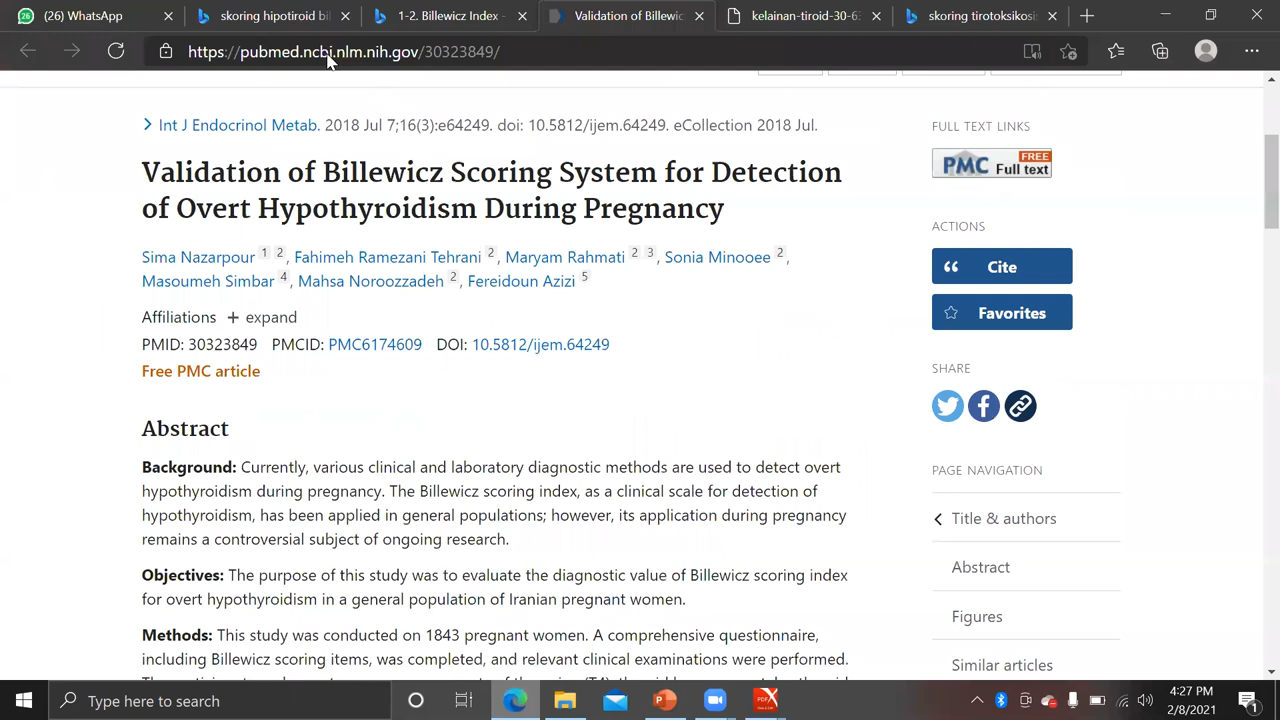 (26) WhatsApp
skoring hipotiroid bil
1-2. Billewicz Index -
Validation of Billewic
kelainan-tiroid-30-63
skoring tirotoksikosi
https://pubmed.ncbi.nlm.nih.gov/30323849/
Int J Endocrinol Metab. 2018 Jul 7;16(3):e64249. doi: 10.5812/ijem.64249. eCollection 2018 Jul.
Validation of Billewicz Scoring System for Detection
of Overt Hypothyroidism During Pregnancy
Sima Nazarpour 1 2, Fahimeh Ramezani Tehrani 2, Maryam Rahmati 2 3, Sonia Minooee 2,
Masoumeh Simbar 4, Mahsa Noroozzadeh 2, Fereidoun Azizi 5
Affiliations + expand
PMID: 30323849 PMCID: PMC6174609 DOI: 10.5812/ijem.64249
Free PMC article
Abstract
Background: Currently, various clinical and laboratory diagnostic methods are used to detect overt
hypothyroidism during pregnancy. The Billewicz scoring index, as a clinical scale for detection of
hypothyroidism, has been applied in general populations; however, its application during pregnancy
remains a controversial subject of ongoing research.
Objectives: The purpose of this study was to evaluate the diagnostic value of Billewicz scoring index
for overt hypothyroidism in a general population of Iranian pregnant women.
Methods: This study was conducted on 1843 pregnant women. A comprehensive questionnaire,
including Billewicz scoring items, was completed, and relevant clinical examinations were performed.
FULL TEXT LINKS
PMC FREE
Full text
ACTIONS
Cite
Favorites
SHARE
PAGE NAVIGATION
Title & authors
Abstract
Figures
Similar articles
Type here to search
4:27 PM
2/8/2021